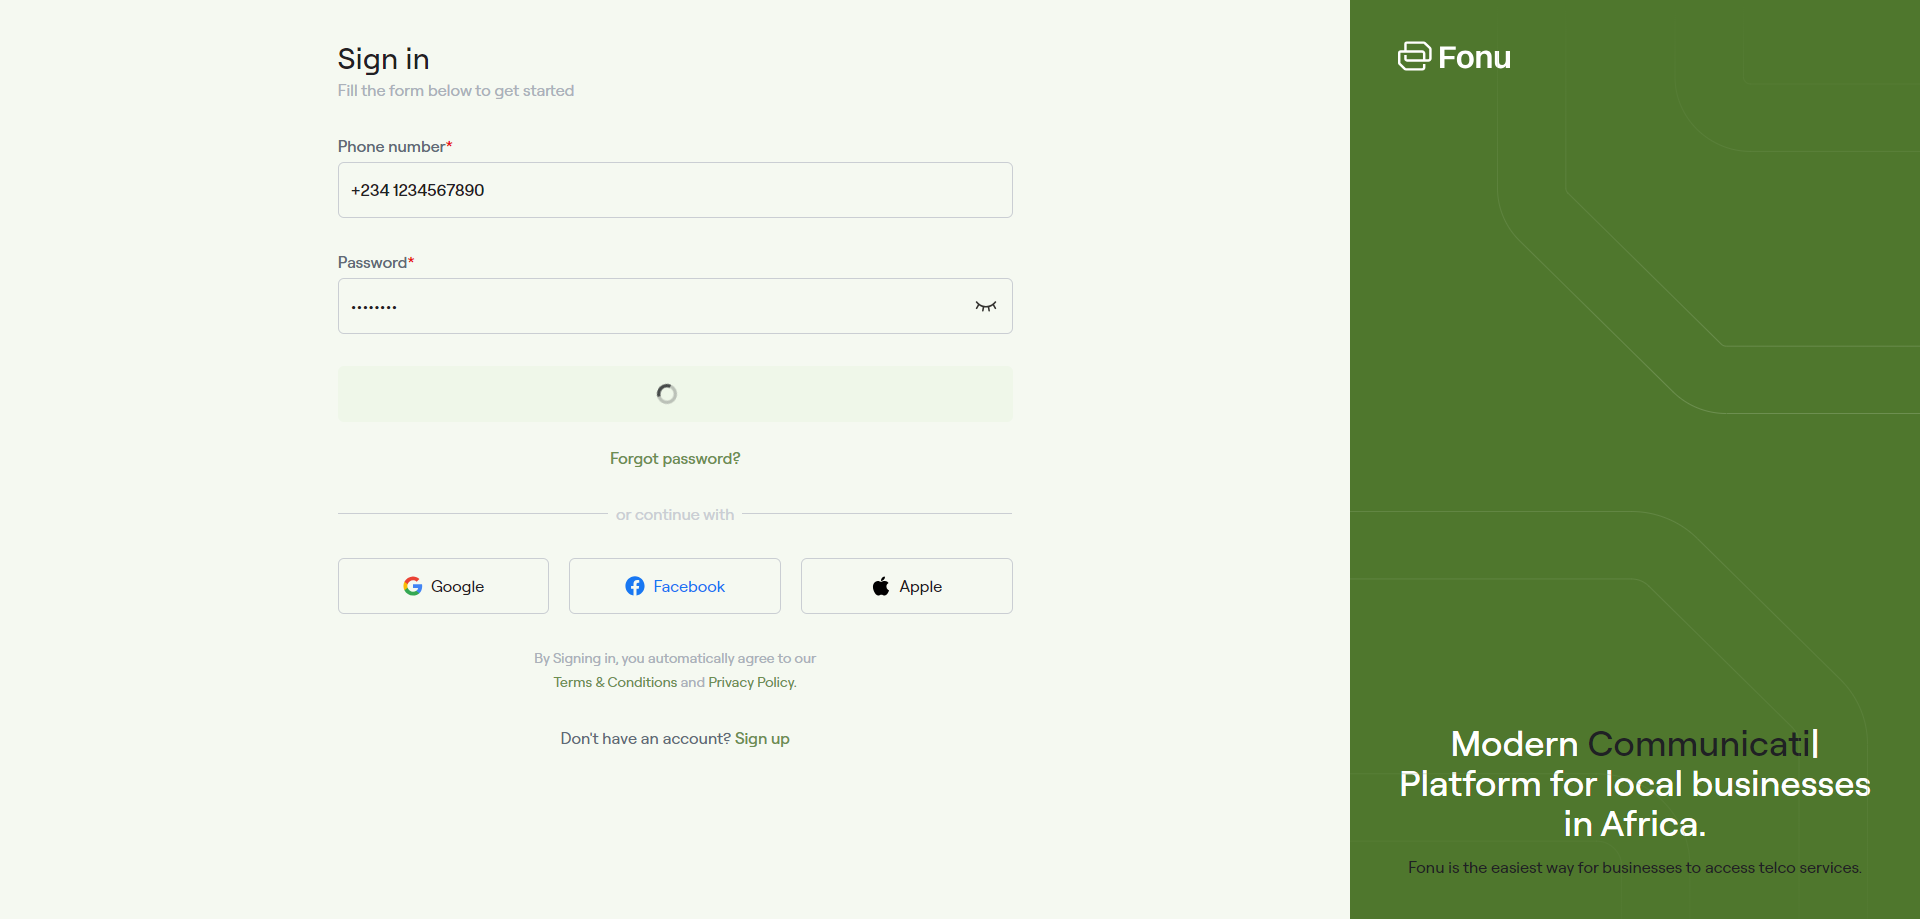 Sign in
Fill the form below to get started
Phone number*
+234 1234567890
Password*
••••••••
Forgot password?
or continue with
Google
Facebook
Apple
By Signing in, you automatically agree to our
Terms & Conditions and Privacy Policy.
Don't have an account? Sign up
Fonu
Modern Communicati
Platform for local businesses
in Africa.
Fonu is the easiest way for businesses to access telco services.